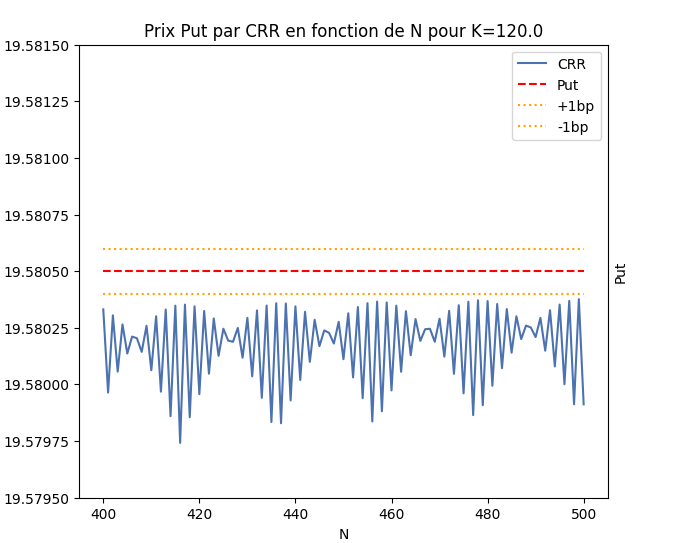 Prix Put par CRR en fonction de N pour K=120.0
19.58150
19.58125
19.58100
19.58075
19.58050
19.58025
19.58000
19.57975
19.57950
CRR
Put
+1bp
-1bp
Put
400
420
440
460
480
500
N